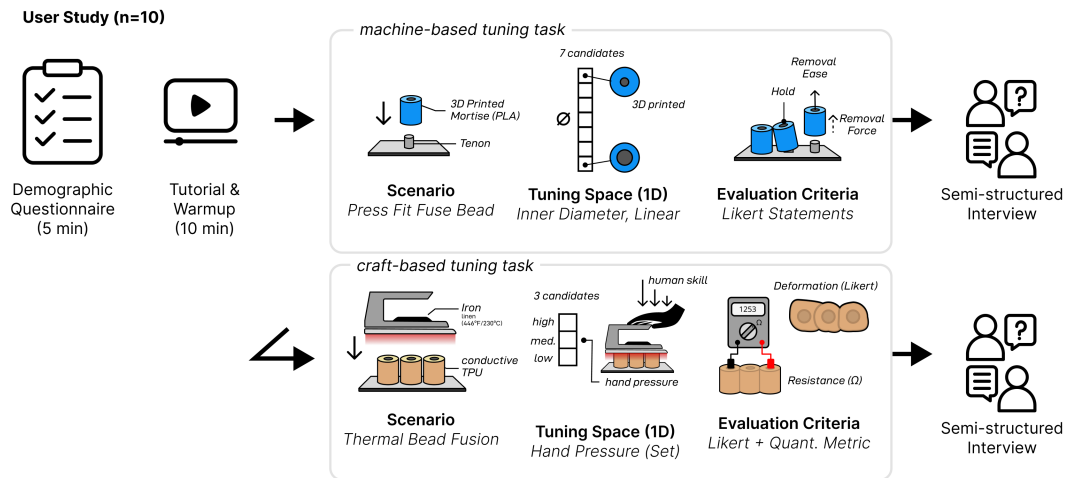 User Study (n=10)
Demographic
Questionnaire
(5 min)
Tutorial &
Warmup
(10 min)
machine-based tuning task
3D Printed
Mortise (PLA)
Tenon
Scenario
Press Fit Fuse Bead
7 candidates
3D printed
Ø
Tuning Space (1D)
Inner Diameter, Linear
Removal
Ease
Hold
Removal
Force
Evaluation Criteria
Likert Statements
Semi-structured
Interview
craft-based tuning task
Iron
linen
(446°F/230°C)
conductive
TPU
Scenario
Thermal Bead Fusion
3 candidates
human skill
high
med.
low
hand pressure
Tuning Space (1D)
Hand Pressure (Set)
Deformation (Likert)
1253
Ω
Resistance (Ω)
Evaluation Criteria
Likert + Quant. Metric
?
Semi-structured
Interview
?